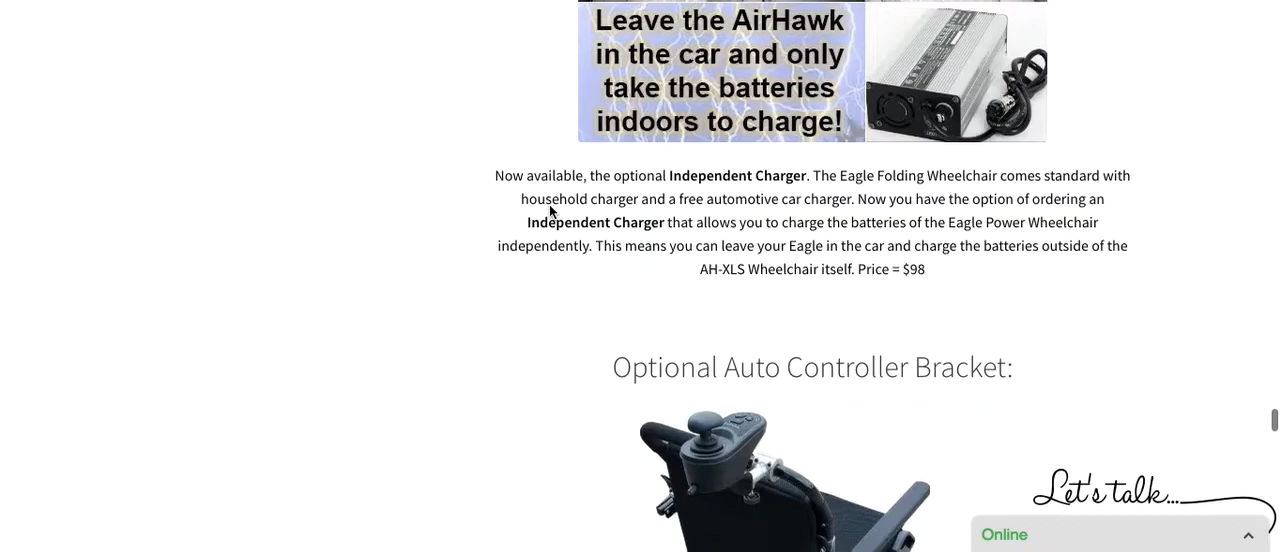 Leave the AirHawk
in the car and only
take the batteries
indoors to charge!
Now available, the optional Independent Charger. The Eagle Folding Wheelchair comes standard with
household charger and a free automotive car charger. Now you have the option of ordering an
Independent Charger that allows you to charge the batteries of the Eagle Power Wheelchair
independently. This means you can leave your Eagle in the car and charge the batteries outside of the
AH-XLS Wheelchair itself. Price = $98
Optional Auto Controller Bracket:
Let's talk...
Online